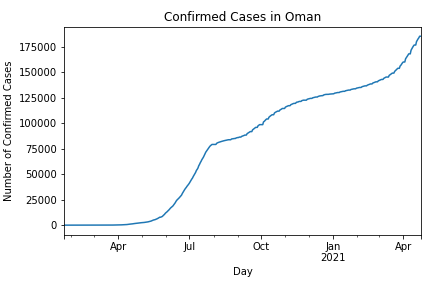 Confirmed Cases in Oman
Number of Confirmed Cases
175000
150000
125000
100000
75000
50000
25000
0
Apr
Jul
Oct
Jan
2021
Apr
Day